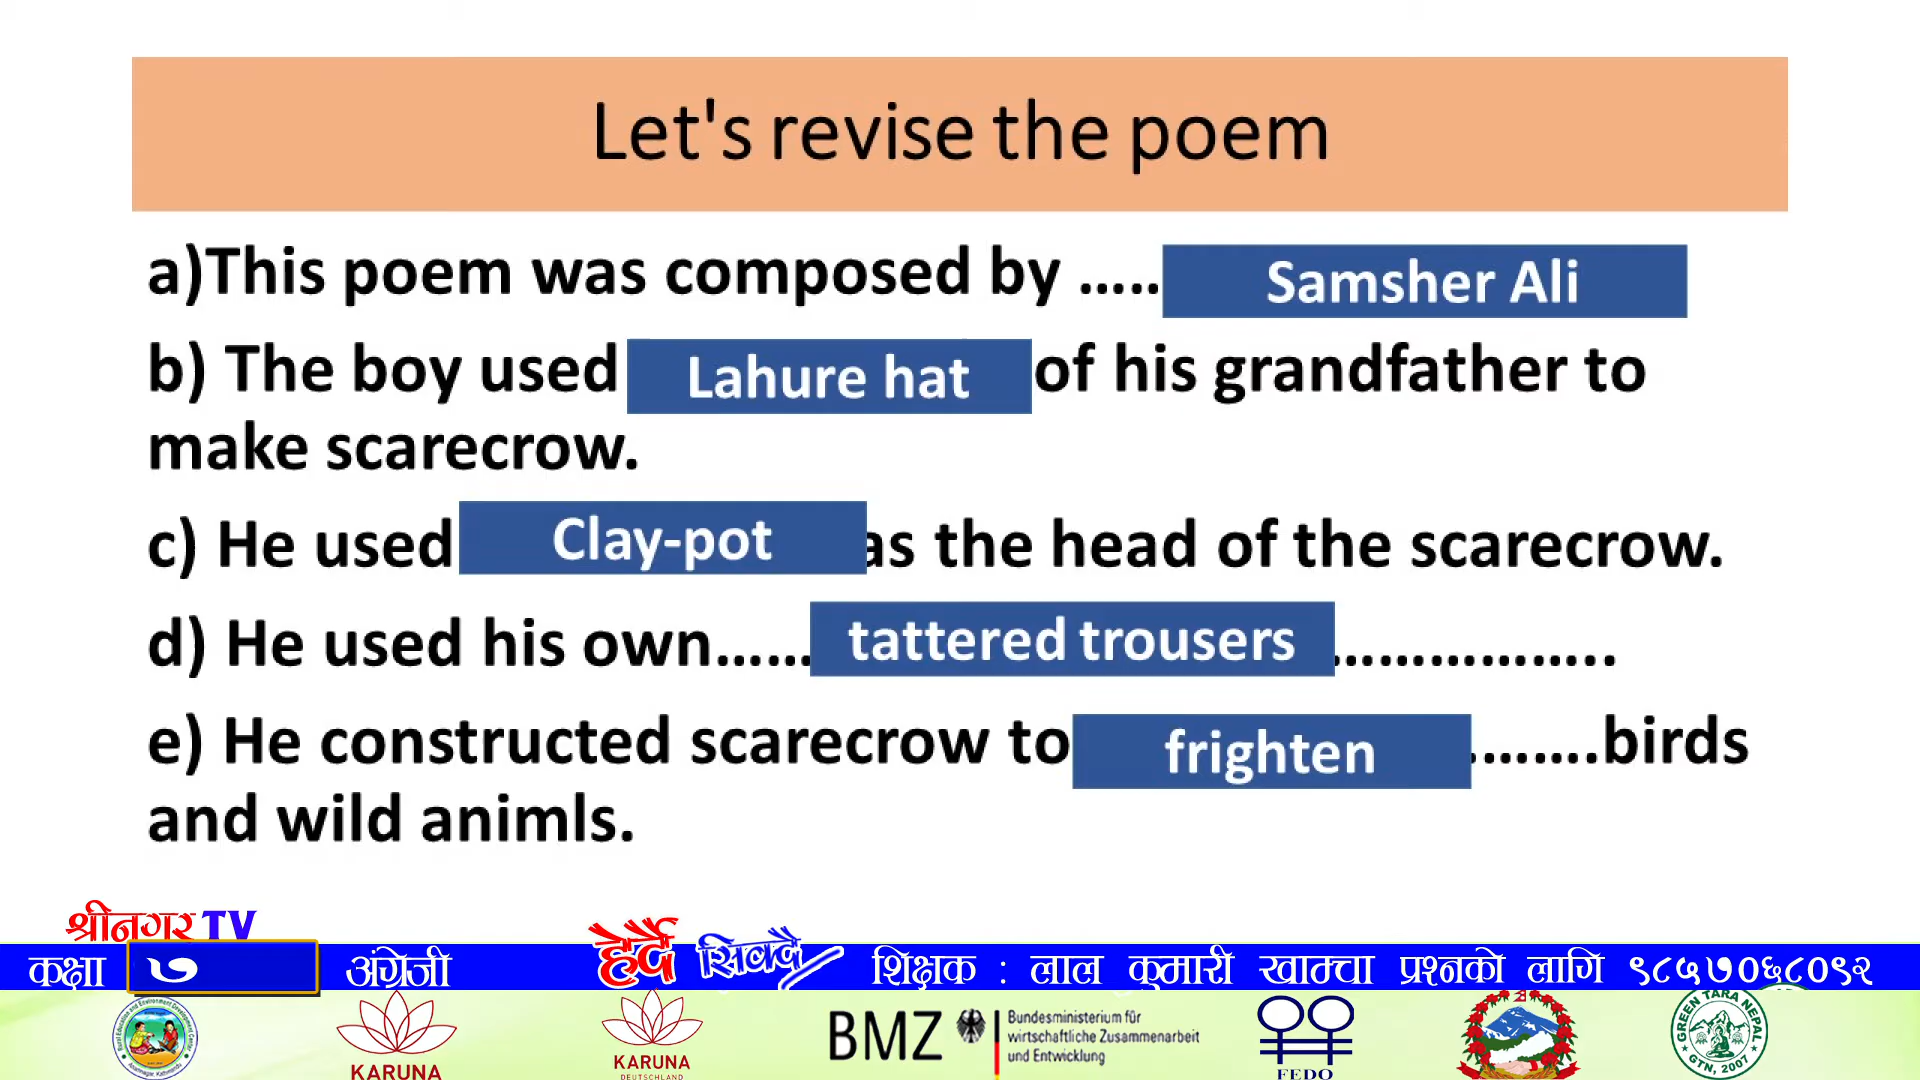 Let's revise the poem
a)This poem was composed by ..... Samsher Ali
b) The boy used Lahure hat of his grandfather to
make scarecrow.
c) He used Clay-pot as the head of the scarecrow.
d) He used his own...... tattered trousers ..................
e) He constructed scarecrow to frighten ........birds
and wild animls.
श्रीनगर TV
कक्षा ७ अंग्रेजी हेर्दै सिक्दै शिक्षक : लाल कुमारी खाम्चा प्रश्नको लागि ९८५७०६८०९२
KARUNA
KARUNA
DEUTSCHLAND
BMZ
Bundesministerium für
wirtschaftliche Zusammenarbeit
und Entwicklung
FEDO
GREEN TARA NEPAL
GTN, 2007